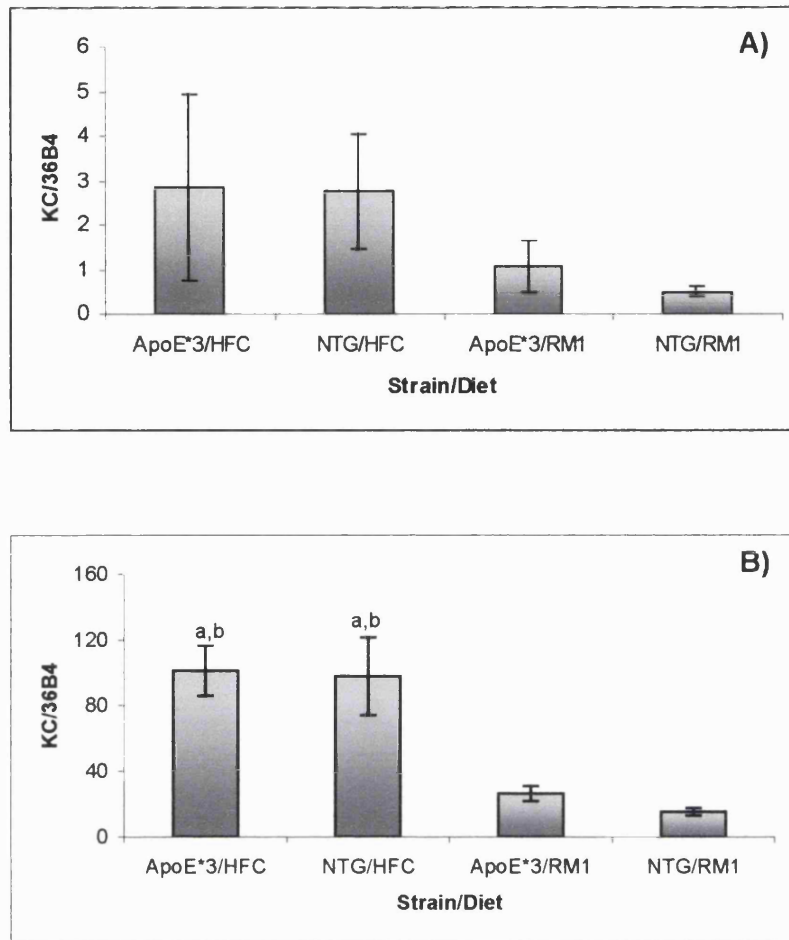 A)
6
5
4
3
2
1
0
KC/36B4
ApoE*3/HFC NTG/HFC ApoE*3/RM1 NTG/RM1
Strain/Diet
B)
160
120
80
40
0
KC/36B4
a,b a,b
ApoE*3/HFC NTG/HFC ApoE*3/RM1 NTG/RM1
Strain/Diet